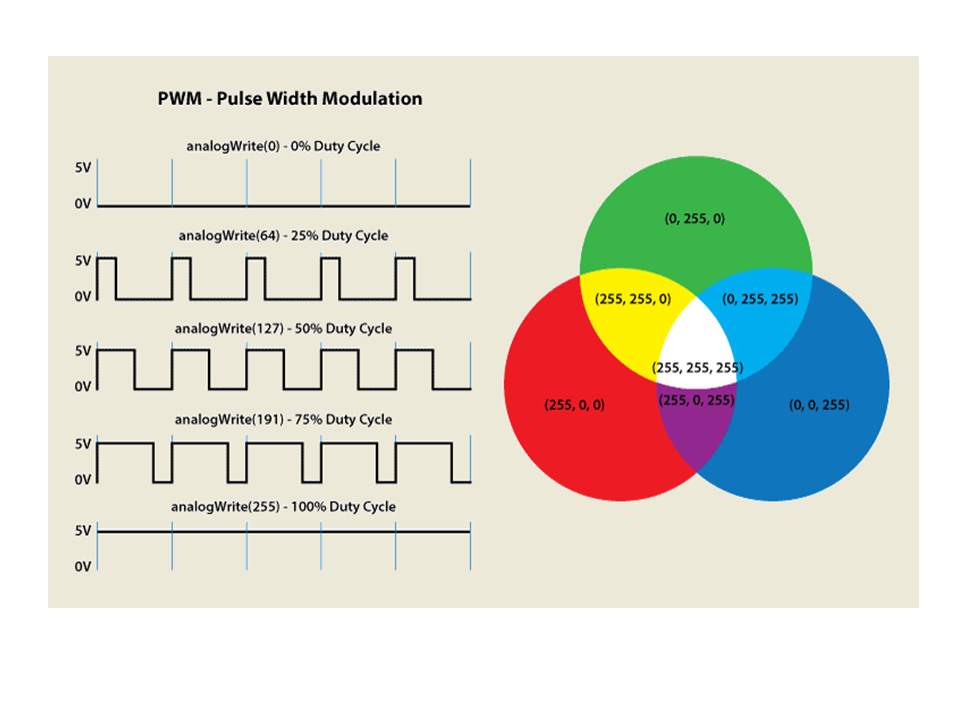 PWM - Pulse Width Modulation
analogWrite(0) - 0% Duty Cycle
5V
0V
analogWrite(64) - 25% Duty Cycle
5V
0V
analogWrite(127) - 50% Duty Cycle
5V
0V
analogWrite(191) - 75% Duty Cycle
5V
0V
analogWrite(255) - 100% Duty Cycle
5V
0V
(0, 255, 0)
(255, 255, 0)
(0, 255, 255)
(255, 255, 255)
(255, 0, 255)
(255, 0, 0)
(0, 0, 255)